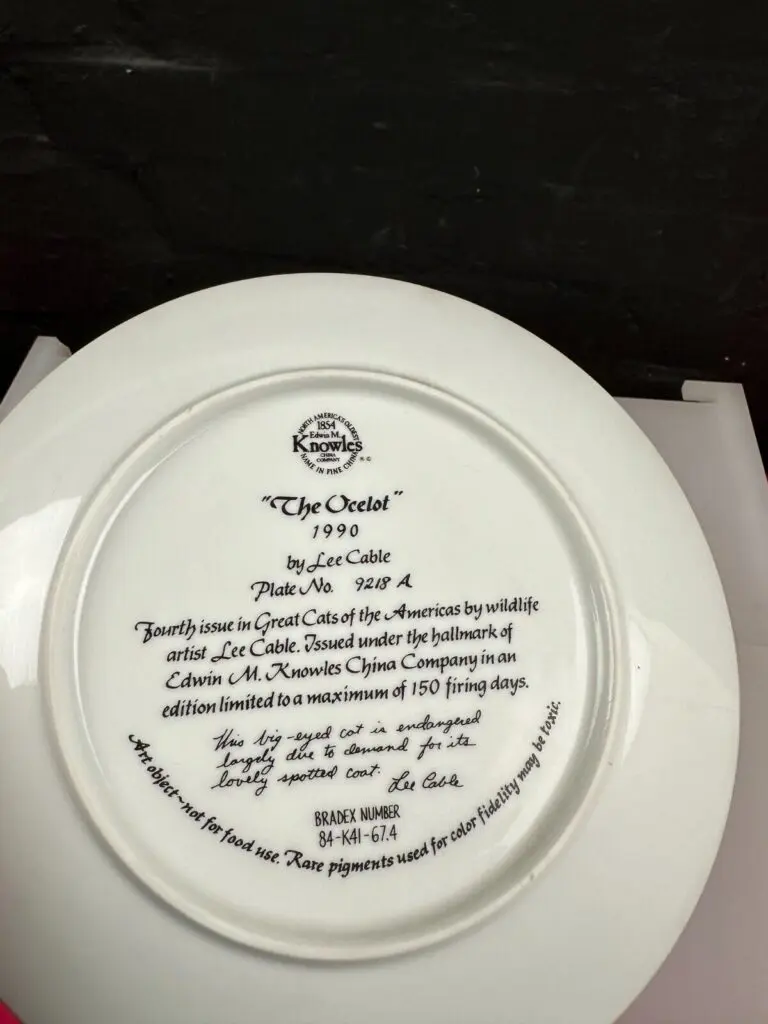 NORTH AMERICA'S OLDEST
1854
Edwin M.
Knowles
CHINA
COMPANY
NAME IN FINE CHINA
® ©
"The Ocelot"
1990
by Lee Cable
Plate No. 9218 A
Fourth issue in Great Cats of the Americas by wildlife
artist Lee Cable. Issued under the hallmark of
Edwin M. Knowles China Company in an
edition limited to a maximum of 150 firing days.
This big-eyed cat is endangered
largely due to demand for its
lovely spotted coat.
Lee Cable
BRADEX NUMBER
84-K41-67.4
Art object~not for food use. Rare pigments used for color fidelity may be toxic.